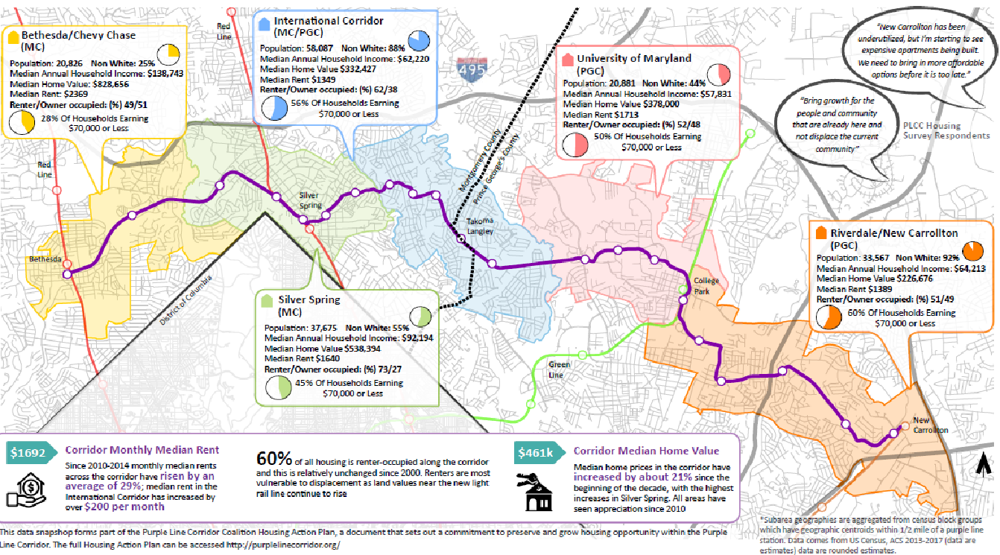 Bethesda/Chevy Chase
(MC)
Population: 20,826 Non White: 25%
Median Annual Household Income: $138,743
Median Home Value: $828,656
Median Rent: $2369
Renter/Owner occupied: (%) 49/51
28% Of Households Earning
$70,000 or Less
Red
Line
International Corridor
(MC/PGC)
Population: 58,087 Non White: 88%
Median Annual Household Income: $62,220
Median Home Value $332,427
Median Rent $1349
Renter/Owner occupied: (%) 62/38
56% Of Households Earning
$70,000 or Less
495
University of Maryland
(PGC)
Population: 20,881 Non White: 44%
Median Annual Household Income: $57,831
Median Home Value $378,000
Median Rent $1713
Renter/Owner occupied: (%) 52/48
50% Of Households Earning
$70,000 or Less
"New Carrollton has been
underutilized, but I'm starting to see
expensive apartments being built.
We need to bring in more affordable
options before it is too late."
"Bring growth for the
people and community
that are already here and
not displace the current
community"
PLCC Housing
Survey Respondents
Red
Line
Montgomery County
Prince George's County
Silver
Spring
Takoma
Langley
Bethesda
District of Columbia
College
Park
Riverdale/New Carrollton
(PGC)
Population: 33,567 Non White: 92%
Median Annual Household Income: $64,213
Median Home Value $226,676
Median Rent $1389
Renter/Owner occupied: (%) 51/49
60% Of Households Earning
$70,000 or Less
Silver Spring
(MC)
Population: 37,675 Non White: 55%
Median Annual Household Income: $92,194
Median Home Value $538,394
Median Rent $1640
Renter/Owner occupied: (%) 73/27
45% Of Households Earning
$70,000 or Less
Green
Line
New
Carrollton
$1692
Corridor Monthly Median Rent
Since 2010-2014 monthly median rents
across the corridor have risen by an
average of 29%; median rent in the
International Corridor has increased by
over $200 per month
60% of all housing is renter-occupied along the corridor
and this is relatively unchanged since 2000. Renters are most
vulnerable to displacement as land values near the new light
rail line continue to rise
$461k
Corridor Median Home Value
Median home prices in the corridor have
increased by about 21% since the
beginning of the decade, with the highest
increases in Silver Spring. All areas have
seen appreciation since 2010
This data snapshot forms part of the Purple Line Corridor Coalition Housing Action Plan, a document that sets out a commitment to preserve and grow housing opportunity within the Purple
Line Corridor. The full Housing Action Plan can be accessed http://purplelinecorridor.org/
*Subarea geographies are aggregated from census block groups
which have geographic centroids within 1/2 mile of a purple line
station. Data comes from US Census, ACS 2013-2017 (data are
estimates) data are rounded estimates.